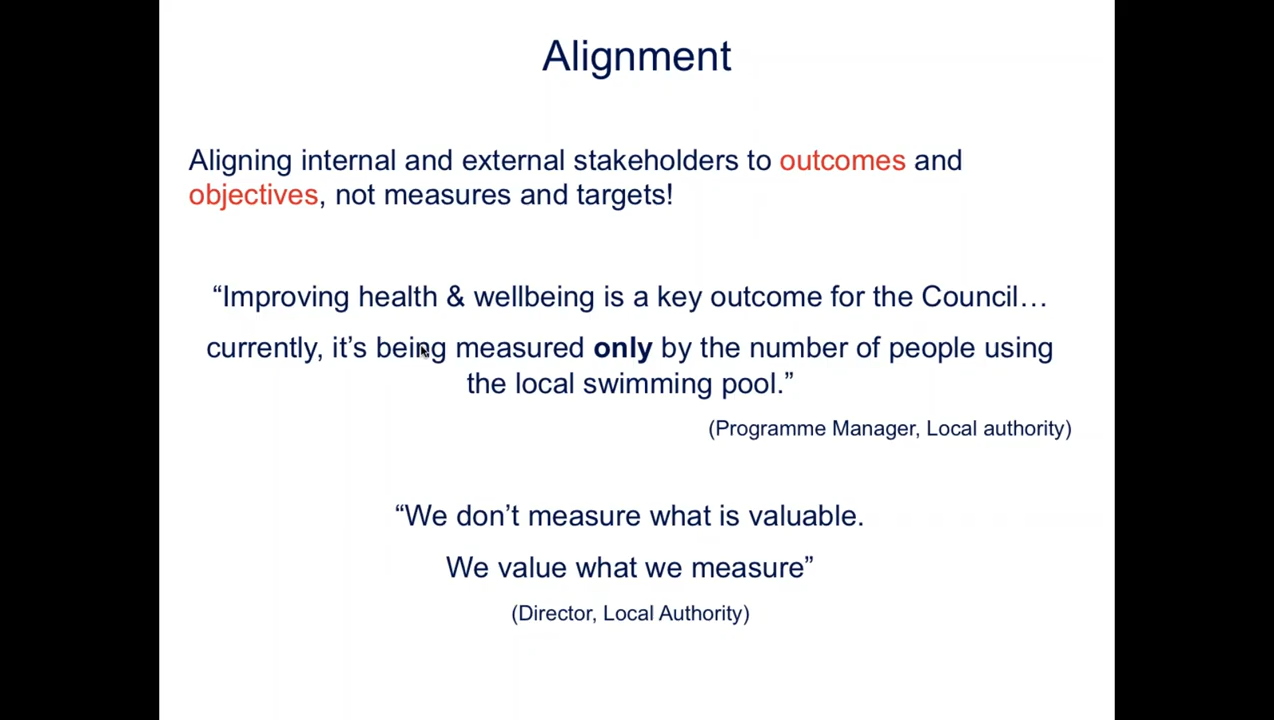 Alignment
Aligning internal and external stakeholders to outcomes and
objectives, not measures and targets!
“Improving health & wellbeing is a key outcome for the Council…
currently, it’s being measured only by the number of people using
the local swimming pool.”
(Programme Manager, Local authority)
“We don’t measure what is valuable.
We value what we measure”
(Director, Local Authority)